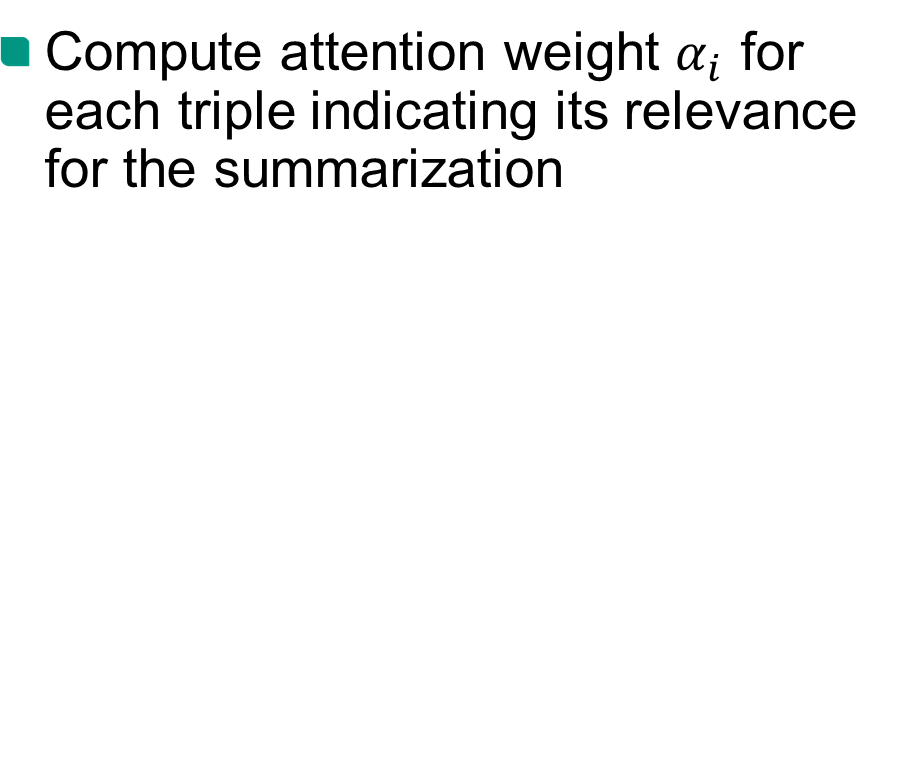 Compute attention weight αᵢ for
each triple indicating its relevance
for the summarization